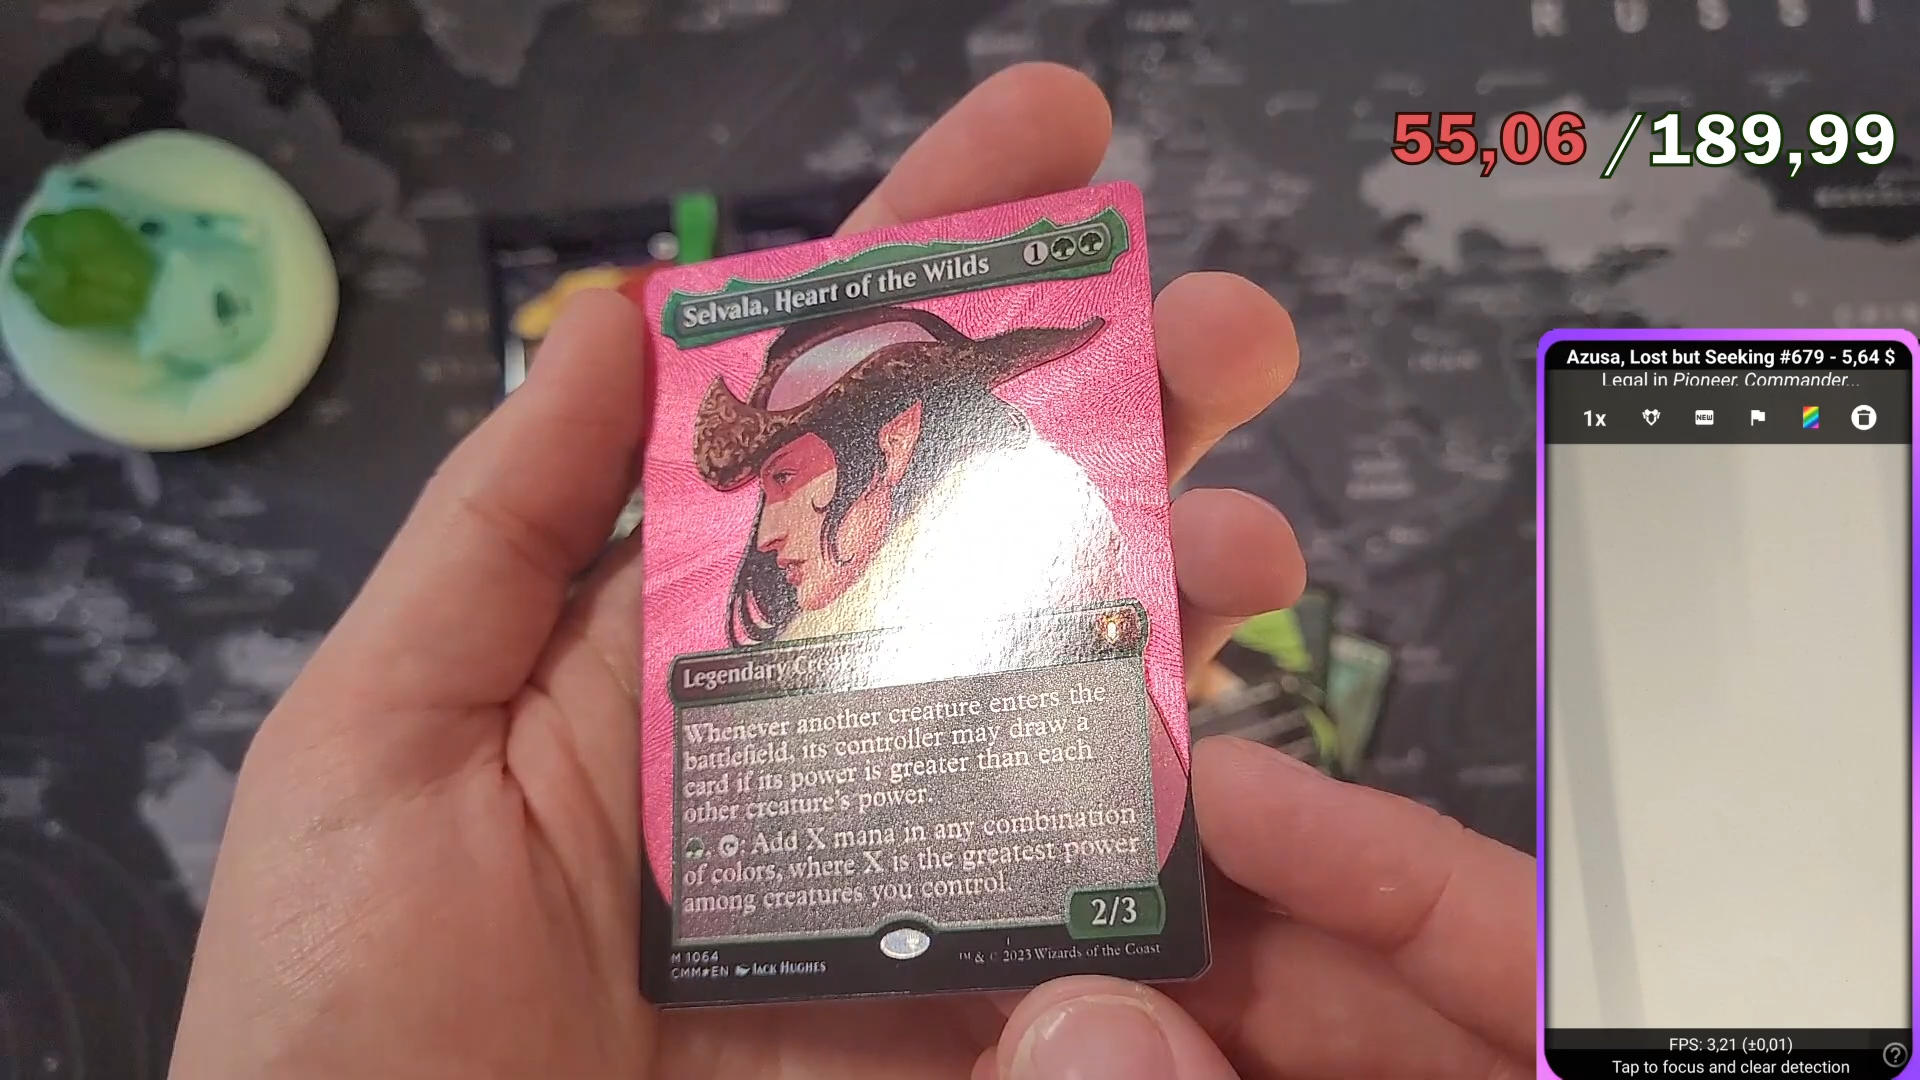 RUSSI
55,06 /189,99
Selvala, Heart of the Wilds 1
Legendary Crea
Whenever another creature enters the
battlefield, its controller may draw a
card if its power is greater than each
other creature's power.
: Add X mana in any combination
of colors, where X is the greatest power
among creatures you control.
2/3
M 1064
CMM★EN Jack Hughes
™ & © 2023 Wizards of the Coast
Azusa, Lost but Seeking #679 - 5,64 $
Legal in Pioneer, Commander...
1x
NEW
FPS: 3,21 (±0,01)
Tap to focus and clear detection
?